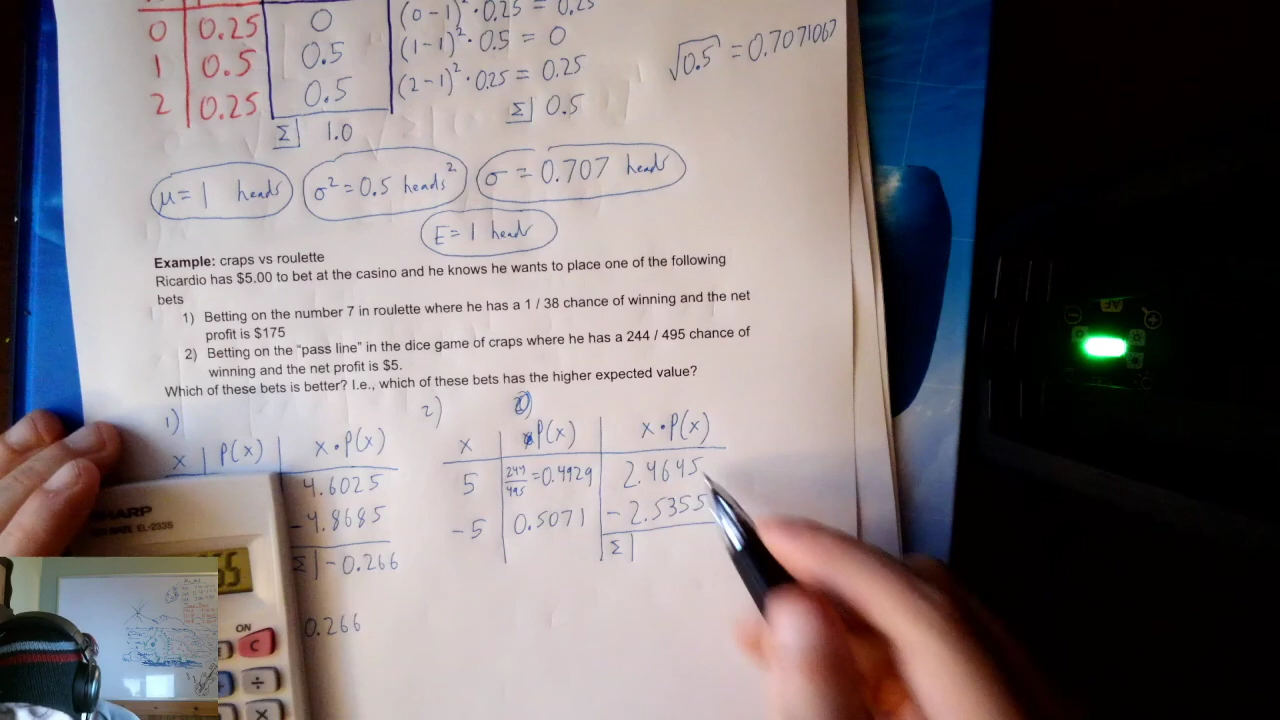 0 0.25 0 (0-1)² · 0.25 = 0.25
1 0.5 0.5 (1-1)² · 0.5 = 0
2 0.25 0.5 (2-1)² · 0.25 = 0.25
√0.5 = 0.7071067
Σ| 1.0 Σ| 0.5
μ = 1 heads σ² = 0.5 heads² σ = 0.707 heads
E = 1 heads
Example: craps vs roulette
Ricardio has $5.00 to bet at the casino and he knows he wants to place one of the following
bets
1) Betting on the number 7 in roulette where he has a 1 / 38 chance of winning and the net
profit is $175
2) Betting on the “pass line” in the dice game of craps where he has a 244 / 495 chance of
winning and the net profit is $5.
Which of these bets is better? I.e., which of these bets has the higher expected value?
1) 2)
x P(x) x·P(x) x P(x) x·P(x)
4.6025 5 244/495 = 0.4929 2.4645
-4.8685 -5 0.5071 -2.5355
Σ| -0.266 Σ|
0.266
SHARP
EL-2335
ON
C
÷
×
AF